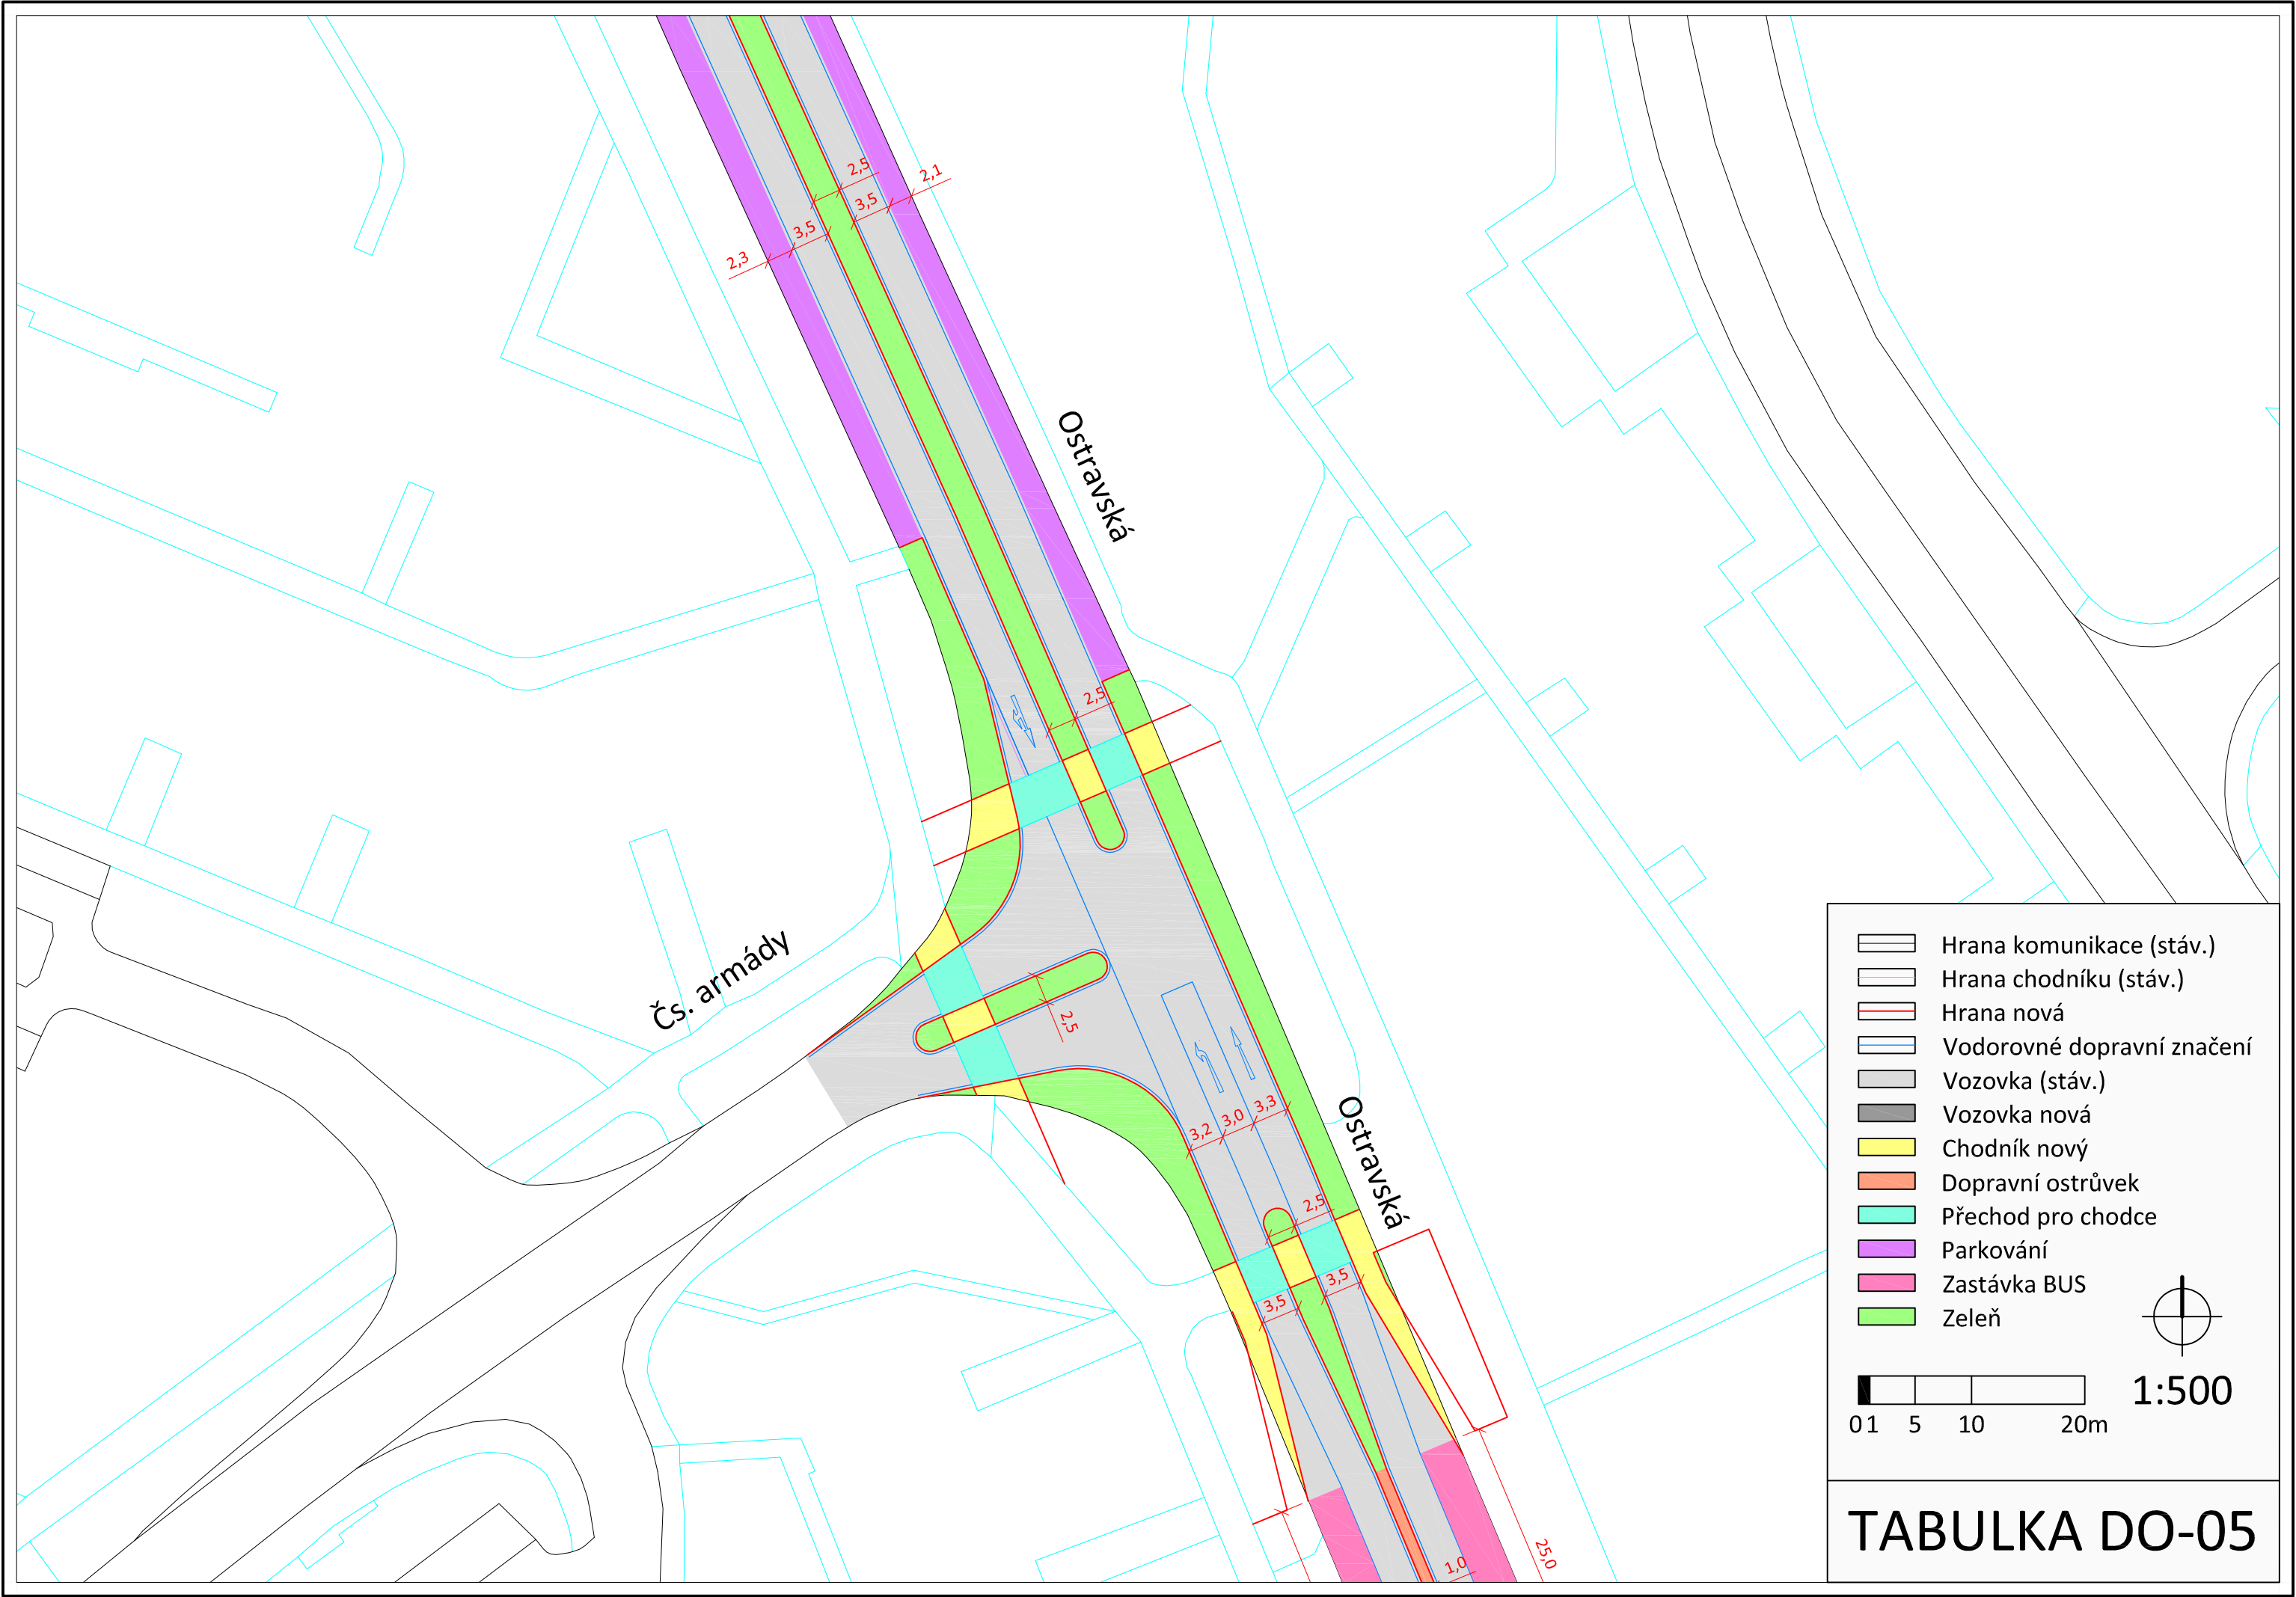 2,5
2,1
3,5
3,5
2,3
Ostravská
2,5
Čs. armády
2,5
3,2
3,0
3,3
Ostravská
2,5
3,5
3,5
25,0
1,0
Hrana komunikace (stáv.)
Hrana chodníku (stáv.)
Hrana nová
Vodorovné dopravní značení
Vozovka (stáv.)
Vozovka nová
Chodník nový
Dopravní ostrůvek
Přechod pro chodce
Parkování
Zastávka BUS
Zeleň
0 1 5 10 20m
1:500
TABULKA DO-05